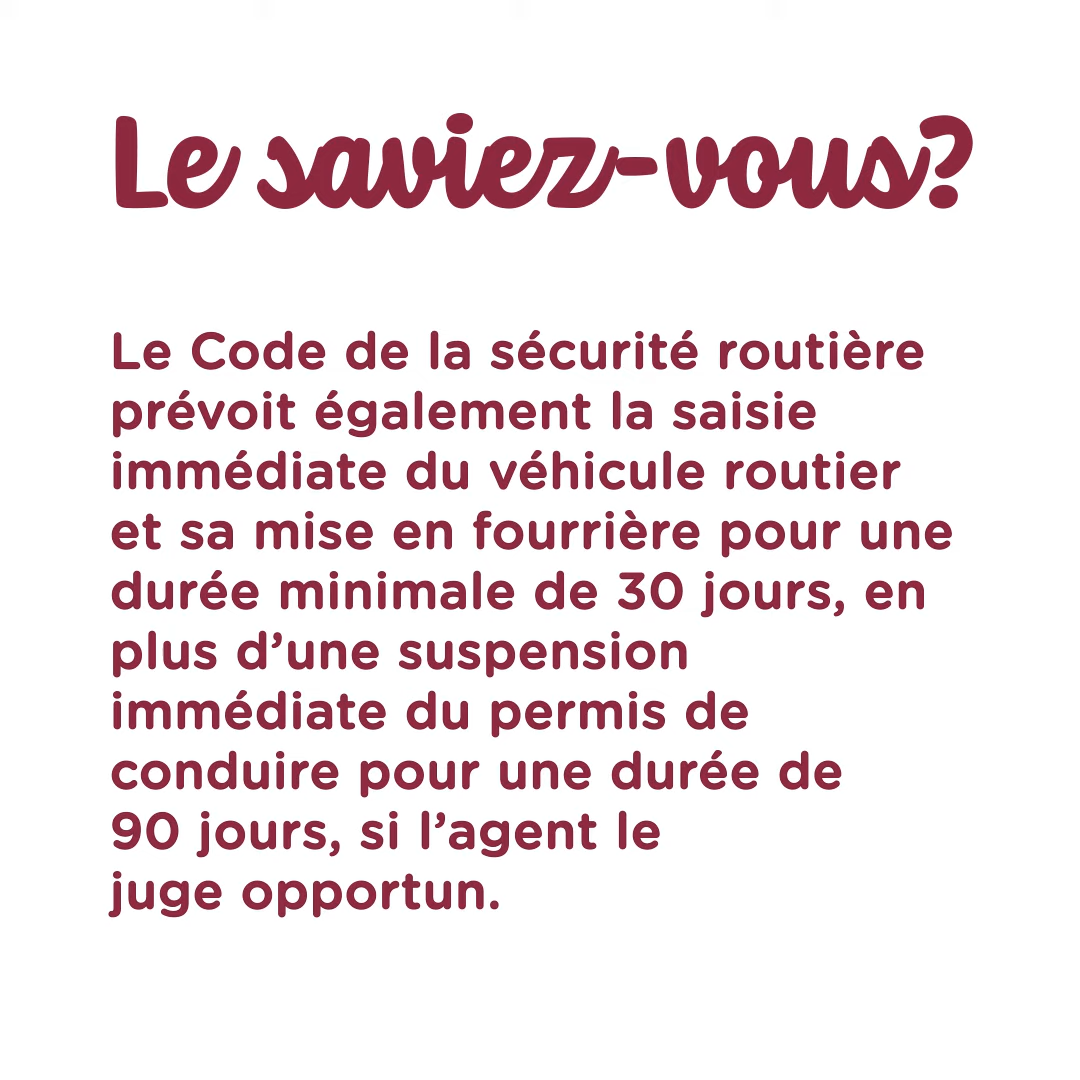 Le saviez-vous?
Le Code de la sécurité routière
prévoit également la saisie
immédiate du véhicule routier
et sa mise en fourrière pour une
durée minimale de 30 jours, en
plus d’une suspension
immédiate du permis de
conduire pour une durée de
90 jours, si l’agent le
juge opportun.